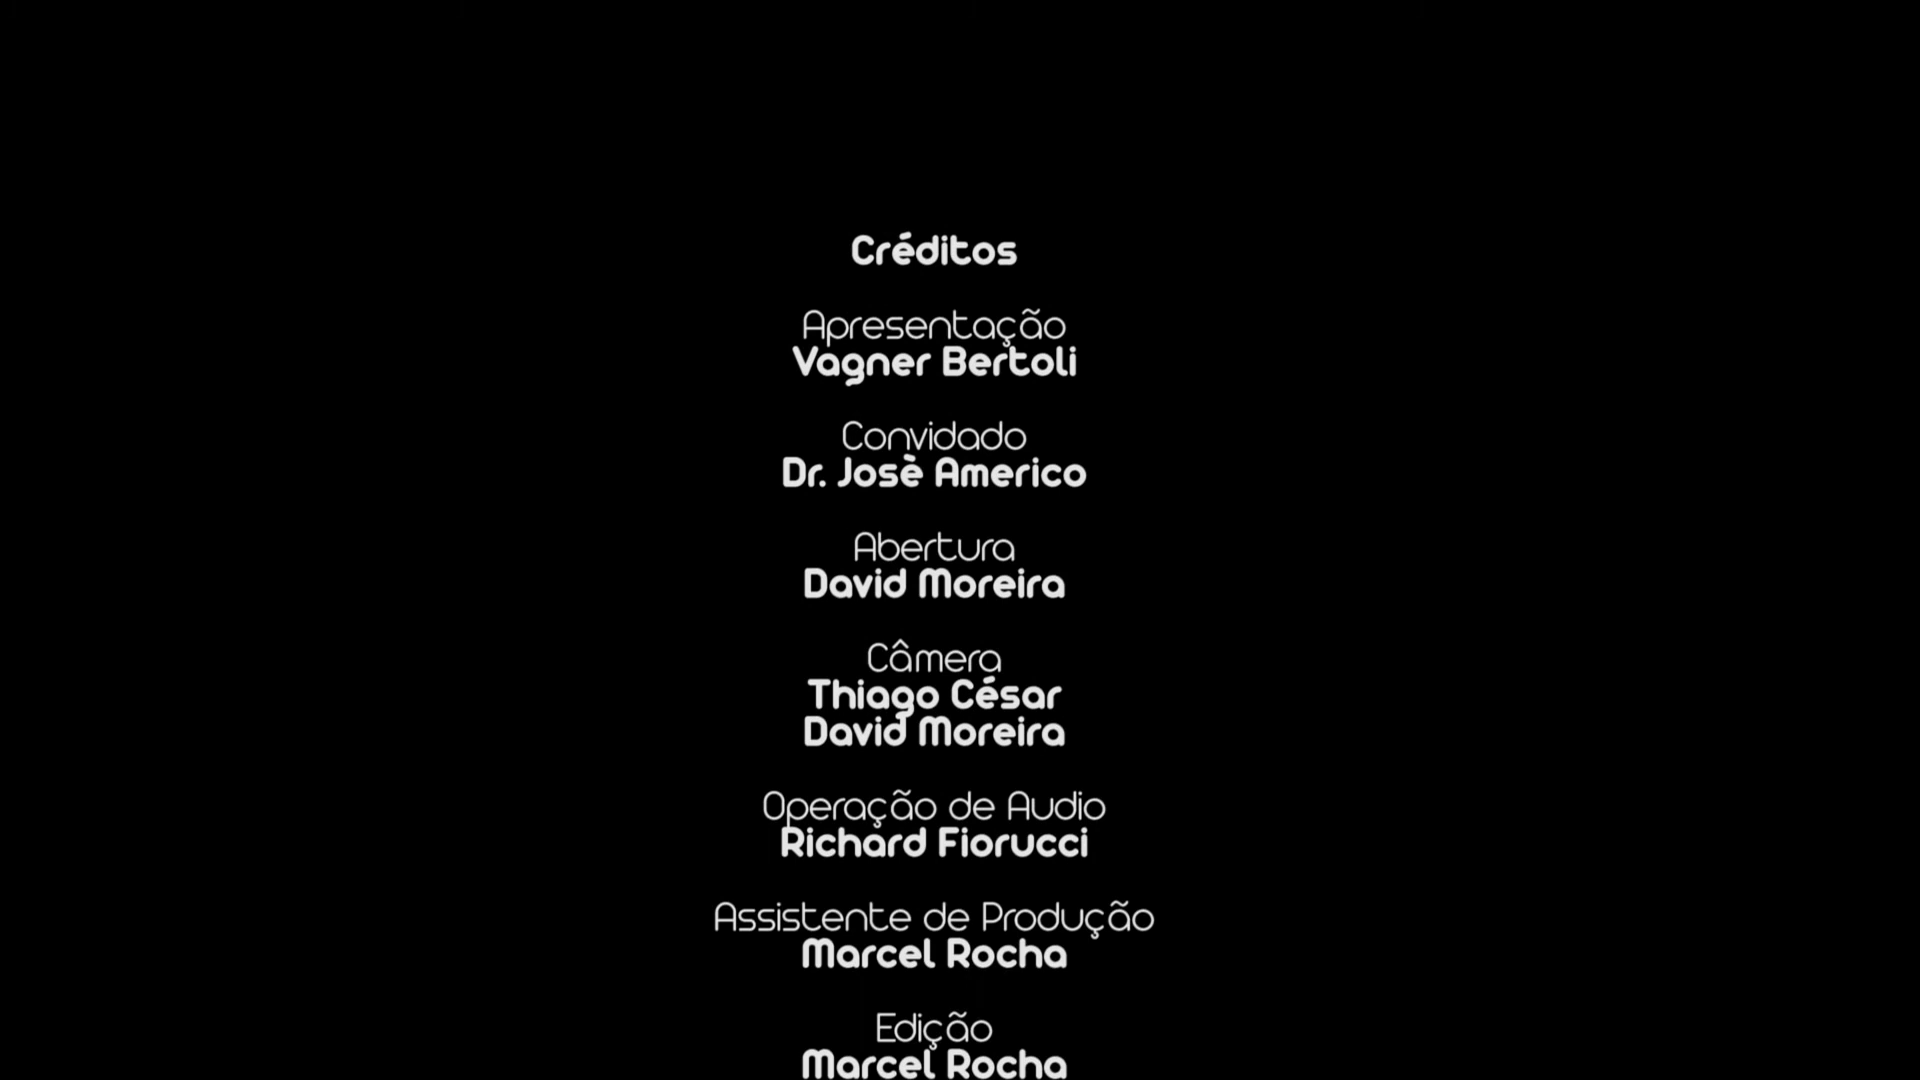 Créditos
Apresentação
Vagner Bertoli
Convidado
Dr. Josè Americo
Abertura
David Moreira
Câmera
Thiago César
David Moreira
Operação de Audio
Richard Fiorucci
Assistente de Produção
Marcel Rocha
Edição
Marcel Rocha